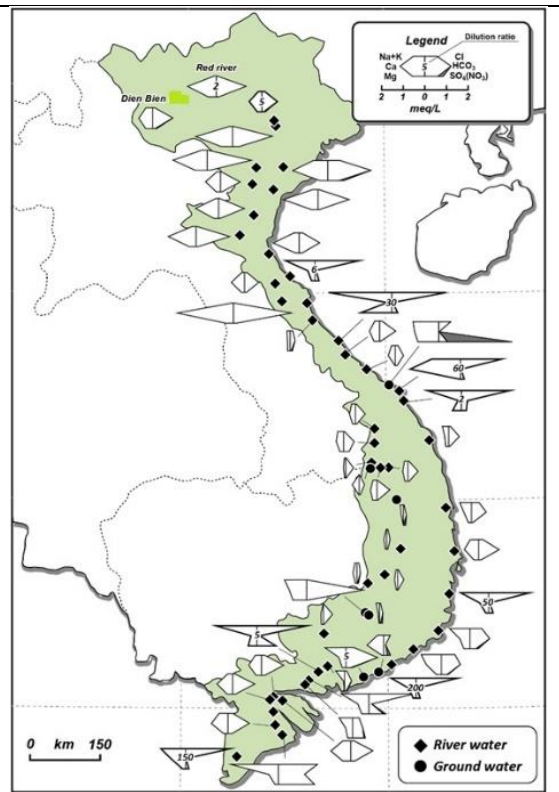 Legend
Dilution ratio
Na+K
Cl
Ca
5
HCO3
Mg
SO4(NO3)
2 1 0 1 2
meq/L
Red river
2
5
Dien Bien
6
30
60
2
50
5
5
200
150
0 km 150
River water
Ground water